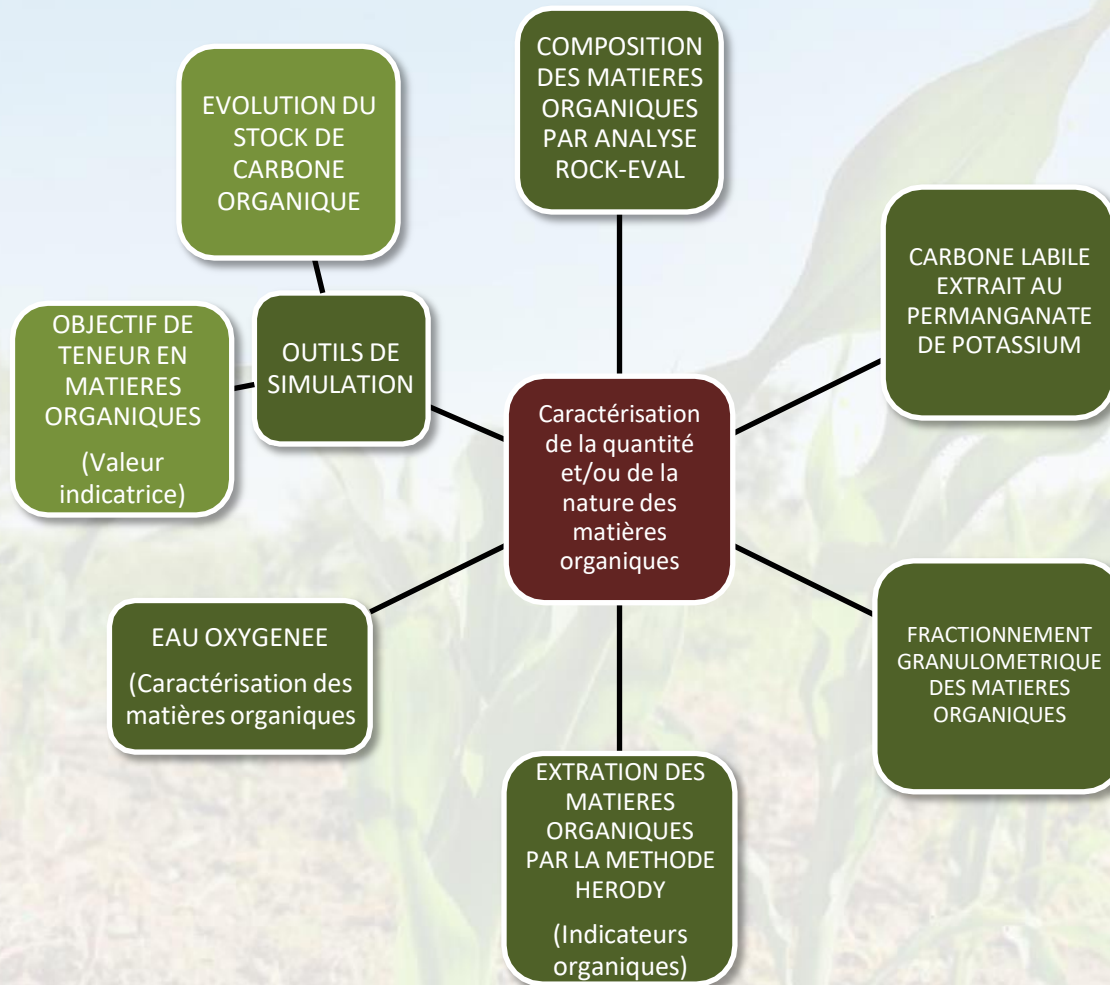 COMPOSITION
DES MATIERES
ORGANIQUES
PAR ANALYSE
ROCK-EVAL
EVOLUTION DU
STOCK DE
CARBONE
ORGANIQUE
CARBONE LABILE
EXTRAIT AU
PERMANGANATE
DE POTASSIUM
OBJECTIF DE
TENEUR EN
MATIERES
ORGANIQUES
(Valeur
indicatrice)
OUTILS DE
SIMULATION
Caractérisation
de la quantité
et/ou de la
nature des
matières
organiques
EAU OXYGENEE
(Caractérisation des
matières organiques
FRACTIONNEMENT
GRANULOMETRIQUE
DES MATIERES
ORGANIQUES
EXTRATION DES
MATIERES
ORGANIQUES
PAR LA METHODE
HERODY
(Indicateurs
organiques)